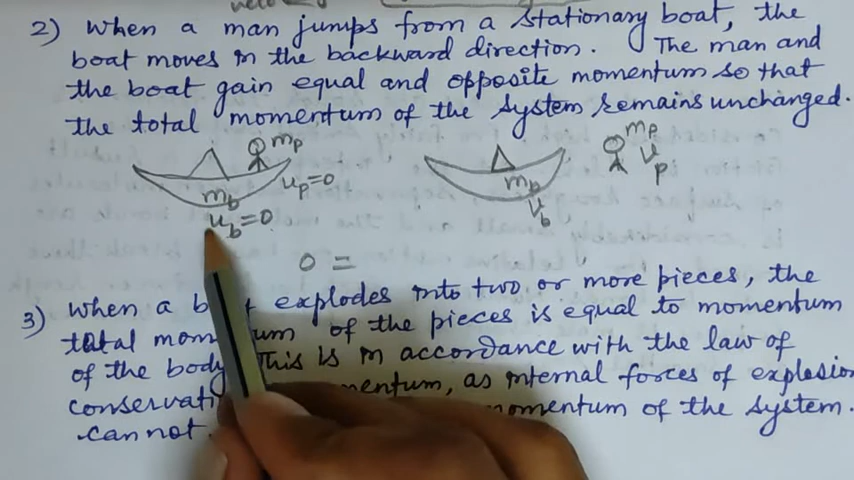 2) When a man jumps from a stationary boat, the
boat moves in the backward direction. The man and
the boat gain equal and opposite momentum so that
the total momentum of the system remains unchanged.
mp
mb
up=0
ub=0
mp
vp
mb
vb
0 =
3) When a b explodes into two or more pieces, the
total mom um of the pieces is equal to momentum
of the body This is in accordance with the law of
conservati mentum, as internal forces of explosion
cannot momentum of the system.